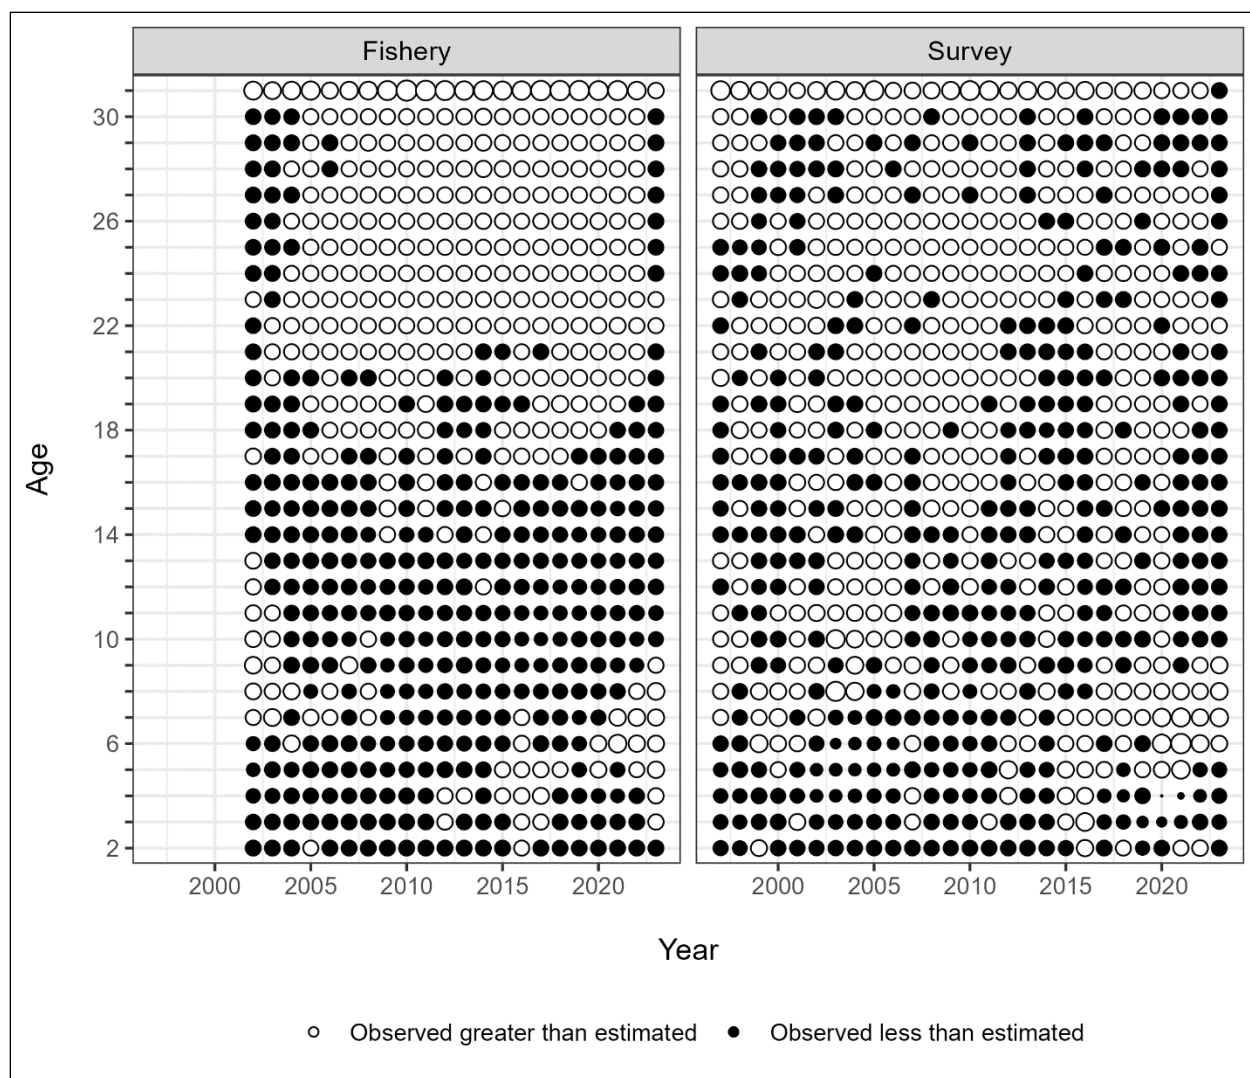 Fishery Survey
30
26
22
18
14
10
6
2
Age
2000 2005 2010 2015 2020 2000 2005 2010 2015 2020
Year
Observed greater than estimated Observed less than estimated